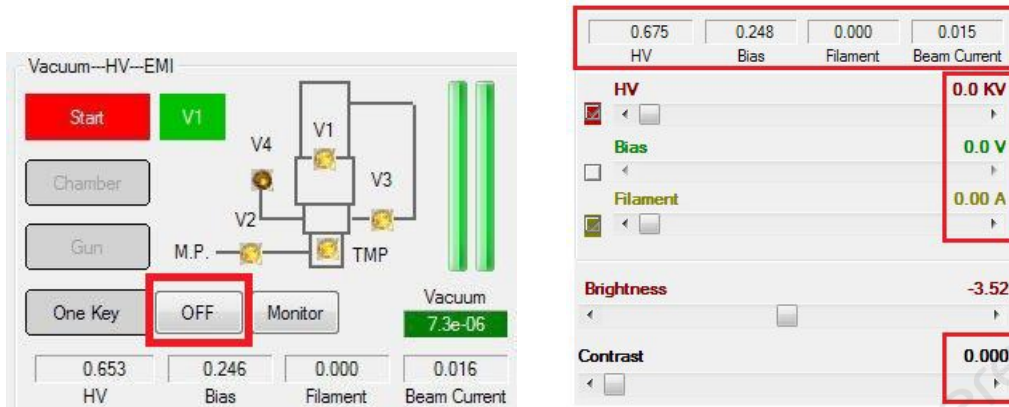 Vacuum---HV---EMI
Start V1
V4 V1
Chamber
V3
V2
Gun M.P. TMP
One Key OFF Monitor Vacuum
7.3e-06
0.653 0.246 0.000 0.016
HV Bias Filament Beam Current
0.675 0.248 0.000 0.015
HV Bias Filament Beam Current
HV 0.0 KV
Bias 0.0 V
Filament 0.00 A
Brightness -3.52
Contrast 0.000